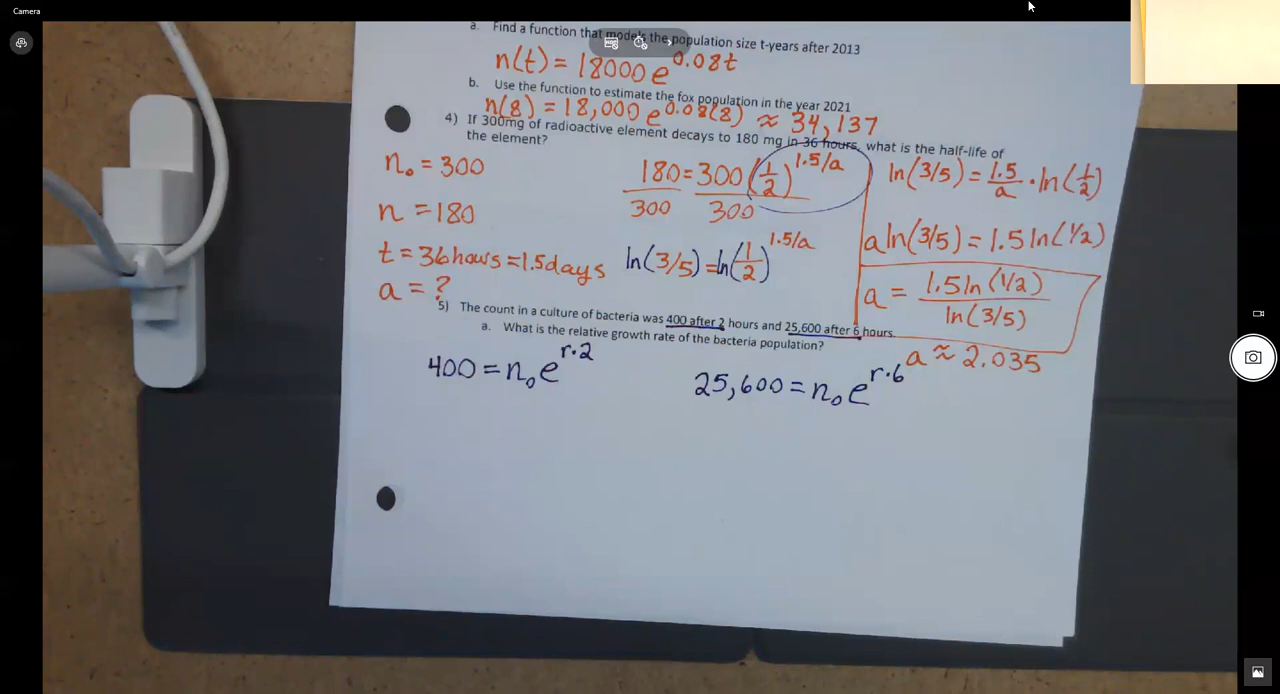 Camera
a. Find a function that models the population size t-years after 2013
n(t) = 18000 e^0.08t
b. Use the function to estimate the fox population in the year 2021
n(8) = 18,000 e^0.08(8) ≈ 34,137
4) If 300mg of radioactive element decays to 180 mg in 36 hours, what is the half-life of
the element?
n₀ = 300
n = 180
t = 36 hours = 1.5 days
a = ?
180 = 300 (1/2)^1.5/a
300 300
ln(3/5) = ln(1/2)^1.5/a
ln(3/5) = 1.5/a · ln(1/2)
a ln(3/5) = 1.5 ln(1/2)
a = 1.5 ln(1/2) / ln(3/5)
a ≈ 2.035
5) The count in a culture of bacteria was 400 after 2 hours and 25,600 after 6 hours.
a. What is the relative growth rate of the bacteria population?
400 = n₀ e^r·2
25,600 = n₀ e^r·6